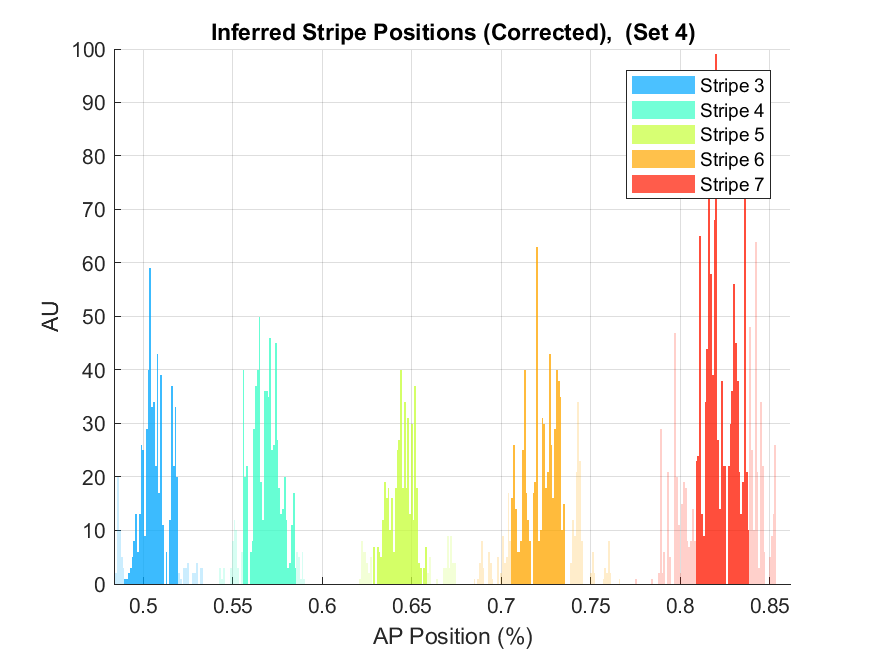 Inferred Stripe Positions (Corrected),  (Set 4)
100
90
80
70
60
50
40
30
20
10
0
AU
Stripe 3
Stripe 4
Stripe 5
Stripe 6
Stripe 7
0.5 0.55 0.6 0.65 0.7 0.75 0.8 0.85
AP Position (%)